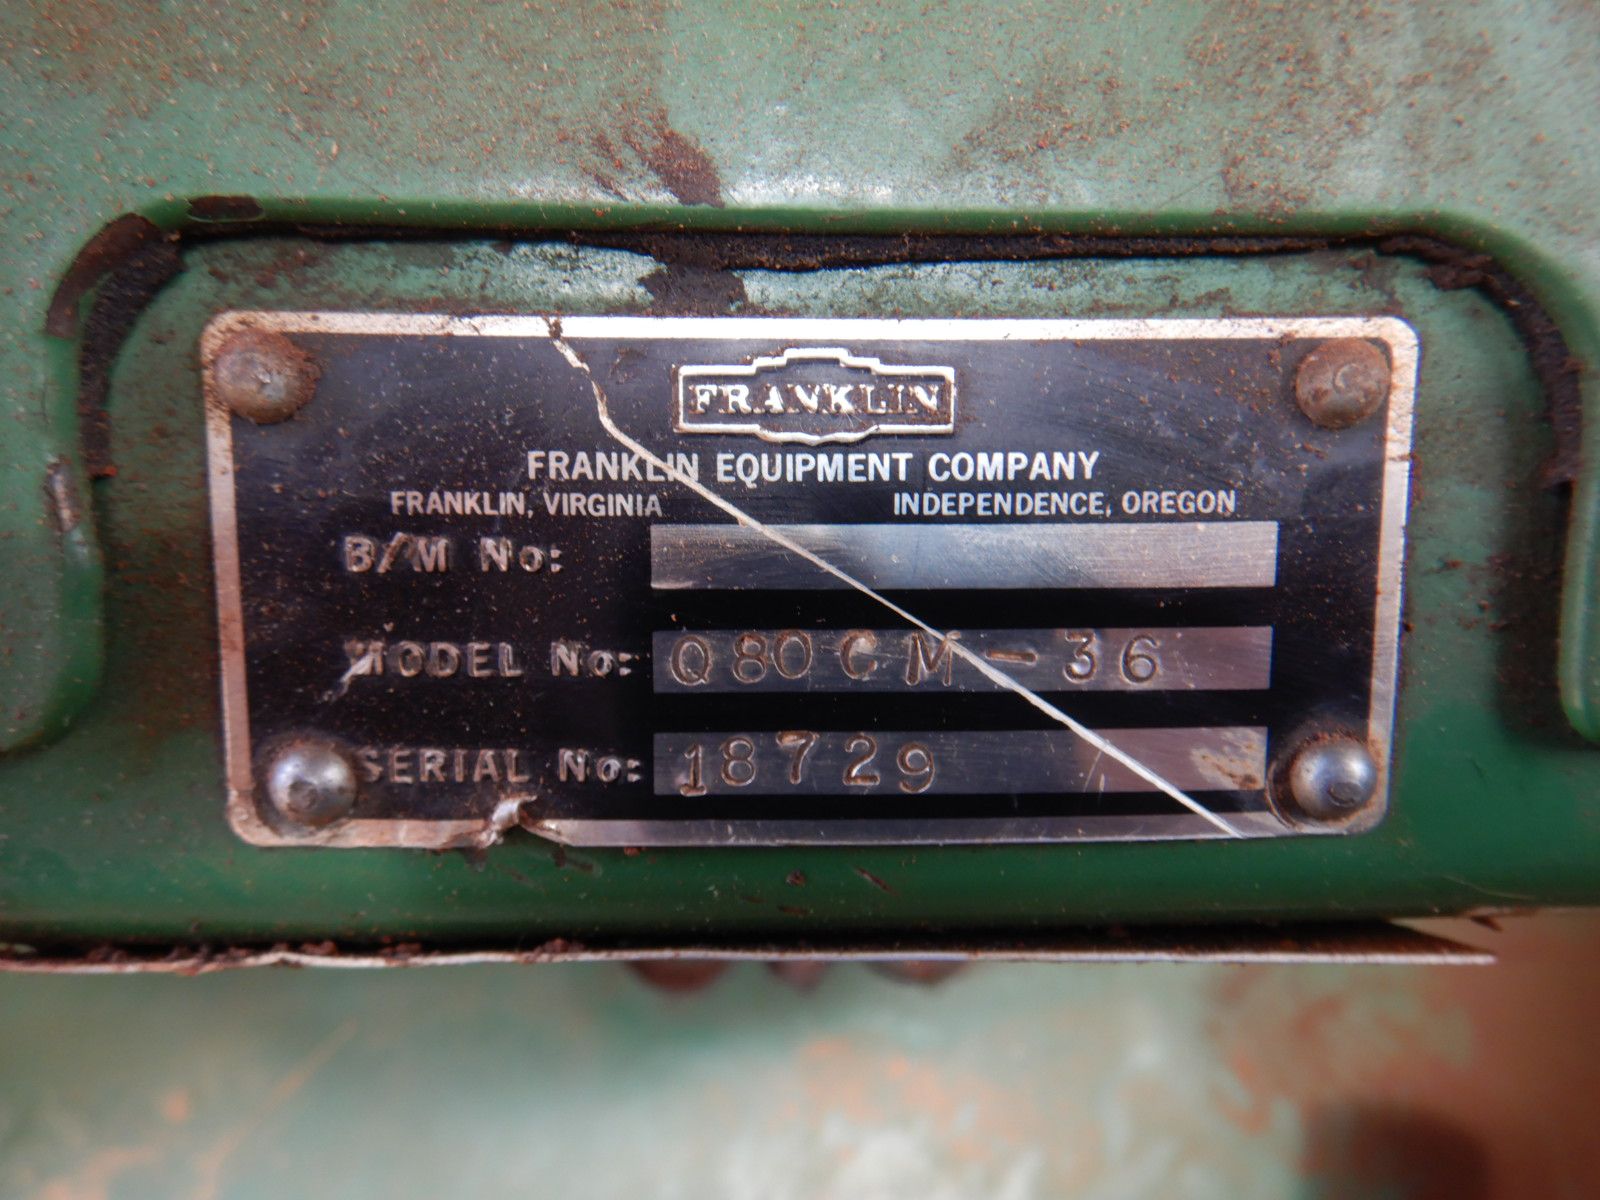 FRANKLIN
FRANKLIN EQUIPMENT COMPANY
FRANKLIN, VIRGINIA INDEPENDENCE, OREGON
B/M No:
MODEL No: Q80CM-36
SERIAL No: 18729